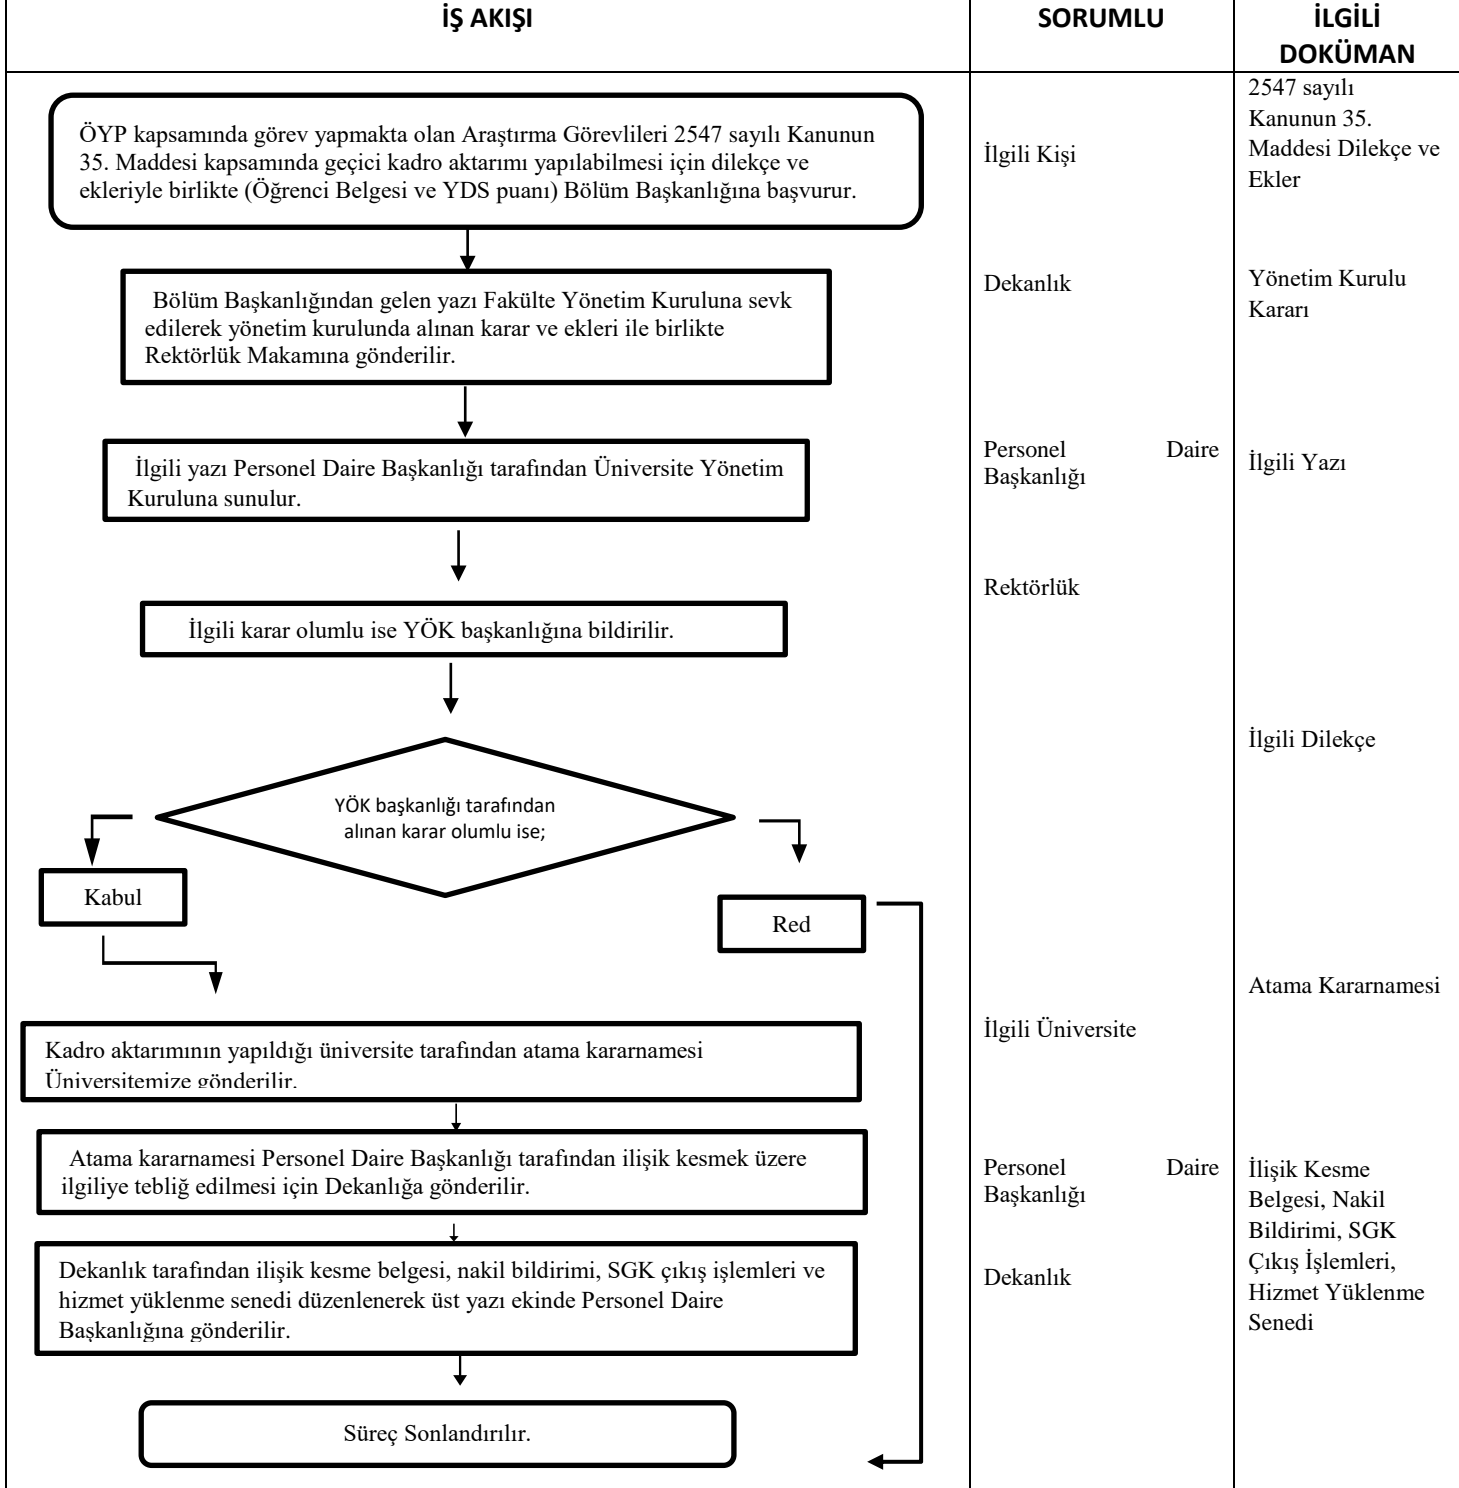 İŞ AKIŞI
SORUMLU
İLGİLİ
DOKÜMAN
ÖYP kapsamında görev yapmakta olan Araştırma Görevlileri 2547 sayılı Kanunun
35. Maddesi kapsamında geçici kadro aktarımı yapılabilmesi için dilekçe ve
ekleriyle birlikte (Öğrenci Belgesi ve YDS puanı) Bölüm Başkanlığına başvurur.
İlgili Kişi
2547 sayılı
Kanunun 35.
Maddesi Dilekçe ve
Ekler
Bölüm Başkanlığından gelen yazı Fakülte Yönetim Kuruluna sevk
edilerek yönetim kurulunda alınan karar ve ekleri ile birlikte
Rektörlük Makamına gönderilir.
Dekanlık
Yönetim Kurulu
Kararı
İlgili yazı Personel Daire Başkanlığı tarafından Üniversite Yönetim
Kuruluna sunulur.
Personel Daire
Başkanlığı
İlgili Yazı
İlgili karar olumlu ise YÖK başkanlığına bildirilir.
Rektörlük
YÖK başkanlığı tarafından
alınan karar olumlu ise;
İlgili Dilekçe
Kabul
Red
Kadro aktarımının yapıldığı üniversite tarafından atama kararnamesi
Üniversitemize gönderilir.
İlgili Üniversite
Atama Kararnamesi
Atama kararnamesi Personel Daire Başkanlığı tarafından ilişik kesmek üzere
ilgiliye tebliğ edilmesi için Dekanlığa gönderilir.
Personel Daire
Başkanlığı
Dekanlık tarafından ilişik kesme belgesi, nakil bildirimi, SGK çıkış işlemleri ve
hizmet yüklenme senedi düzenlenerek üst yazı ekinde Personel Daire
Başkanlığına gönderilir.
Dekanlık
İlişik Kesme
Belgesi, Nakil
Bildirimi, SGK
Çıkış İşlemleri,
Hizmet Yüklenme
Senedi
Süreç Sonlandırılır.